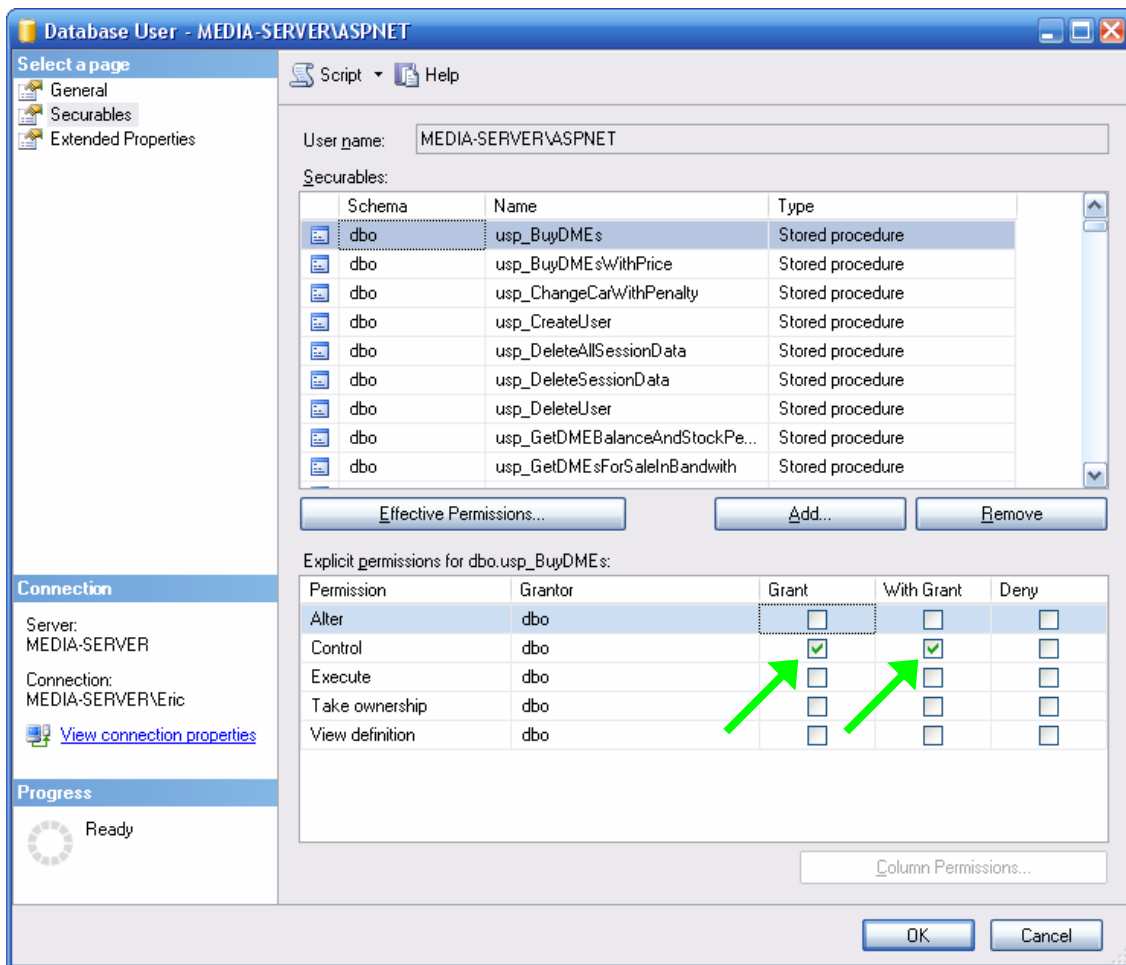 Database User - MEDIA-SERVER\ASPNET
Select a page
General
Securables
Extended Properties
Script Help
User name: MEDIA-SERVER\ASPNET
Securables:
Schema Name Type
dbo usp_BuyDMEs Stored procedure
dbo usp_BuyDMEsWithPrice Stored procedure
dbo usp_ChangeCarWithPenalty Stored procedure
dbo usp_CreateUser Stored procedure
dbo usp_DeleteAllSessionData Stored procedure
dbo usp_DeleteSessionData Stored procedure
dbo usp_DeleteUser Stored procedure
dbo usp_GetDMEBalanceAndStockPe... Stored procedure
dbo usp_GetDMEsForSaleInBandwith Stored procedure
Effective Permissions... Add... Remove
Explicit permissions for dbo.usp_BuyDMEs:
Permission Grantor Grant With Grant Deny
Alter dbo
Control dbo
Execute dbo
Take ownership dbo
View definition dbo
Column Permissions...
Connection
Server:
MEDIA-SERVER
Connection:
MEDIA-SERVER\Eric
View connection properties
Progress
Ready
OK Cancel